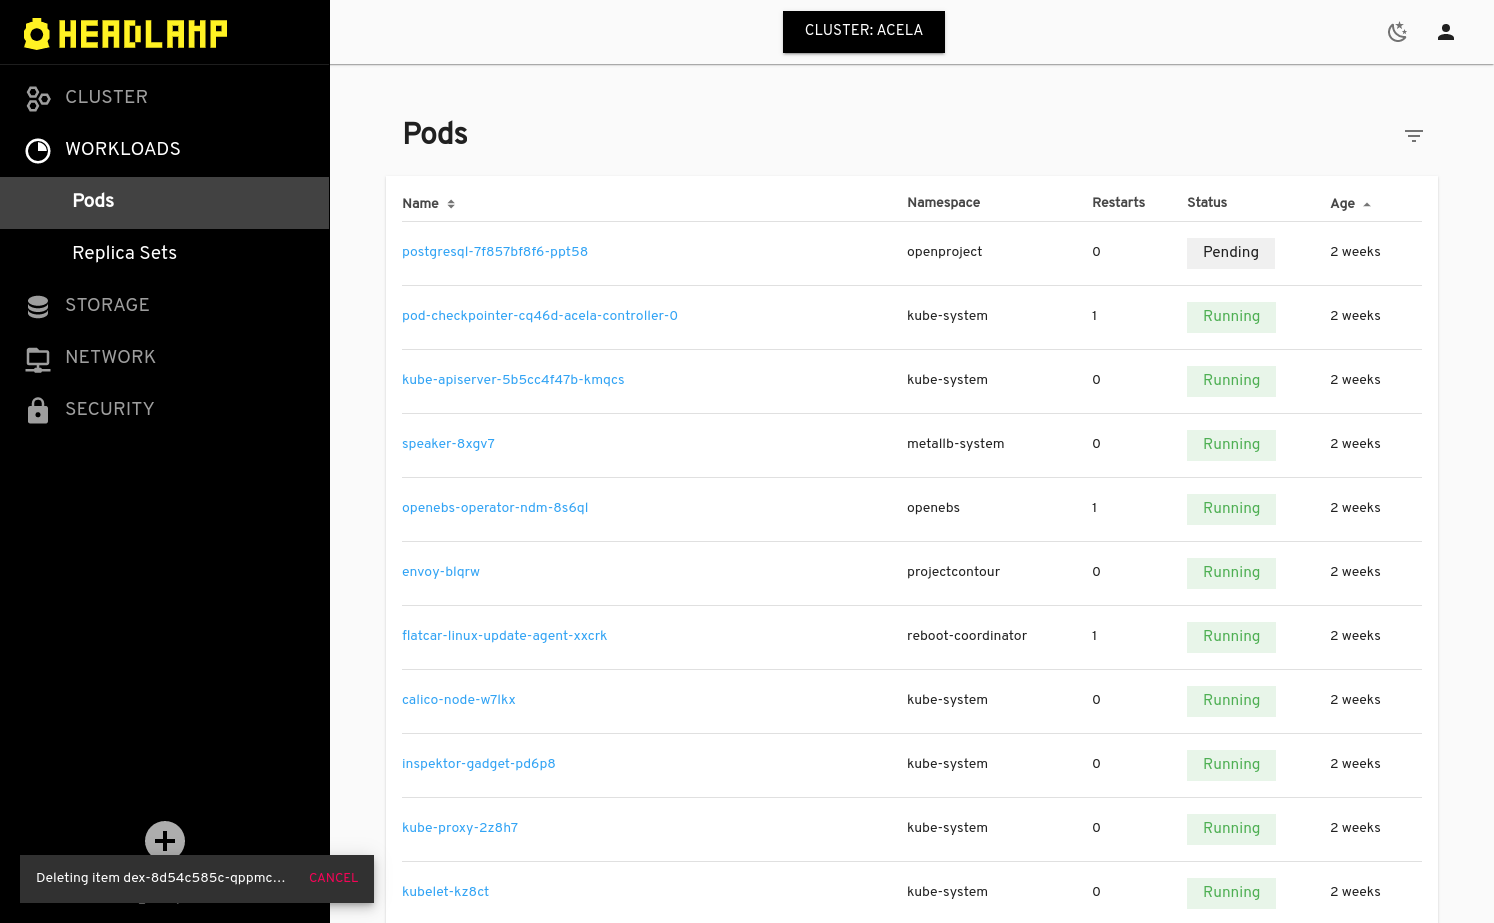 HEADLAMP
CLUSTER: ACELA
CLUSTER
WORKLOADS
Pods
Replica Sets
STORAGE
NETWORK
SECURITY
Pods
Name Namespace Restarts Status Age
postgresql-7f857bf8f6-ppt58 openproject 0 Pending 2 weeks
pod-checkpointer-cq46d-acela-controller-0 kube-system 1 Running 2 weeks
kube-apiserver-5b5cc4f47b-kmqcs kube-system 0 Running 2 weeks
speaker-8xgv7 metallb-system 0 Running 2 weeks
openebs-operator-ndm-8s6ql openebs 1 Running 2 weeks
envoy-blqrw projectcontour 0 Running 2 weeks
flatcar-linux-update-agent-xxcrk reboot-coordinator 1 Running 2 weeks
calico-node-w7lkx kube-system 0 Running 2 weeks
inspektor-gadget-pd6p8 kube-system 0 Running 2 weeks
kube-proxy-2z8h7 kube-system 0 Running 2 weeks
kubelet-kz8ct kube-system 0 Running 2 weeks
Deleting item dex-8d54c585c-qppmc... CANCEL